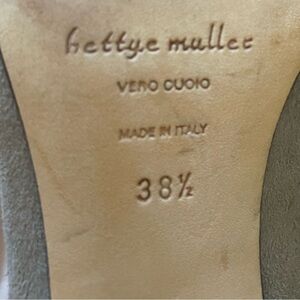 bettye muller
VERO CUOIO
MADE IN ITALY
38½